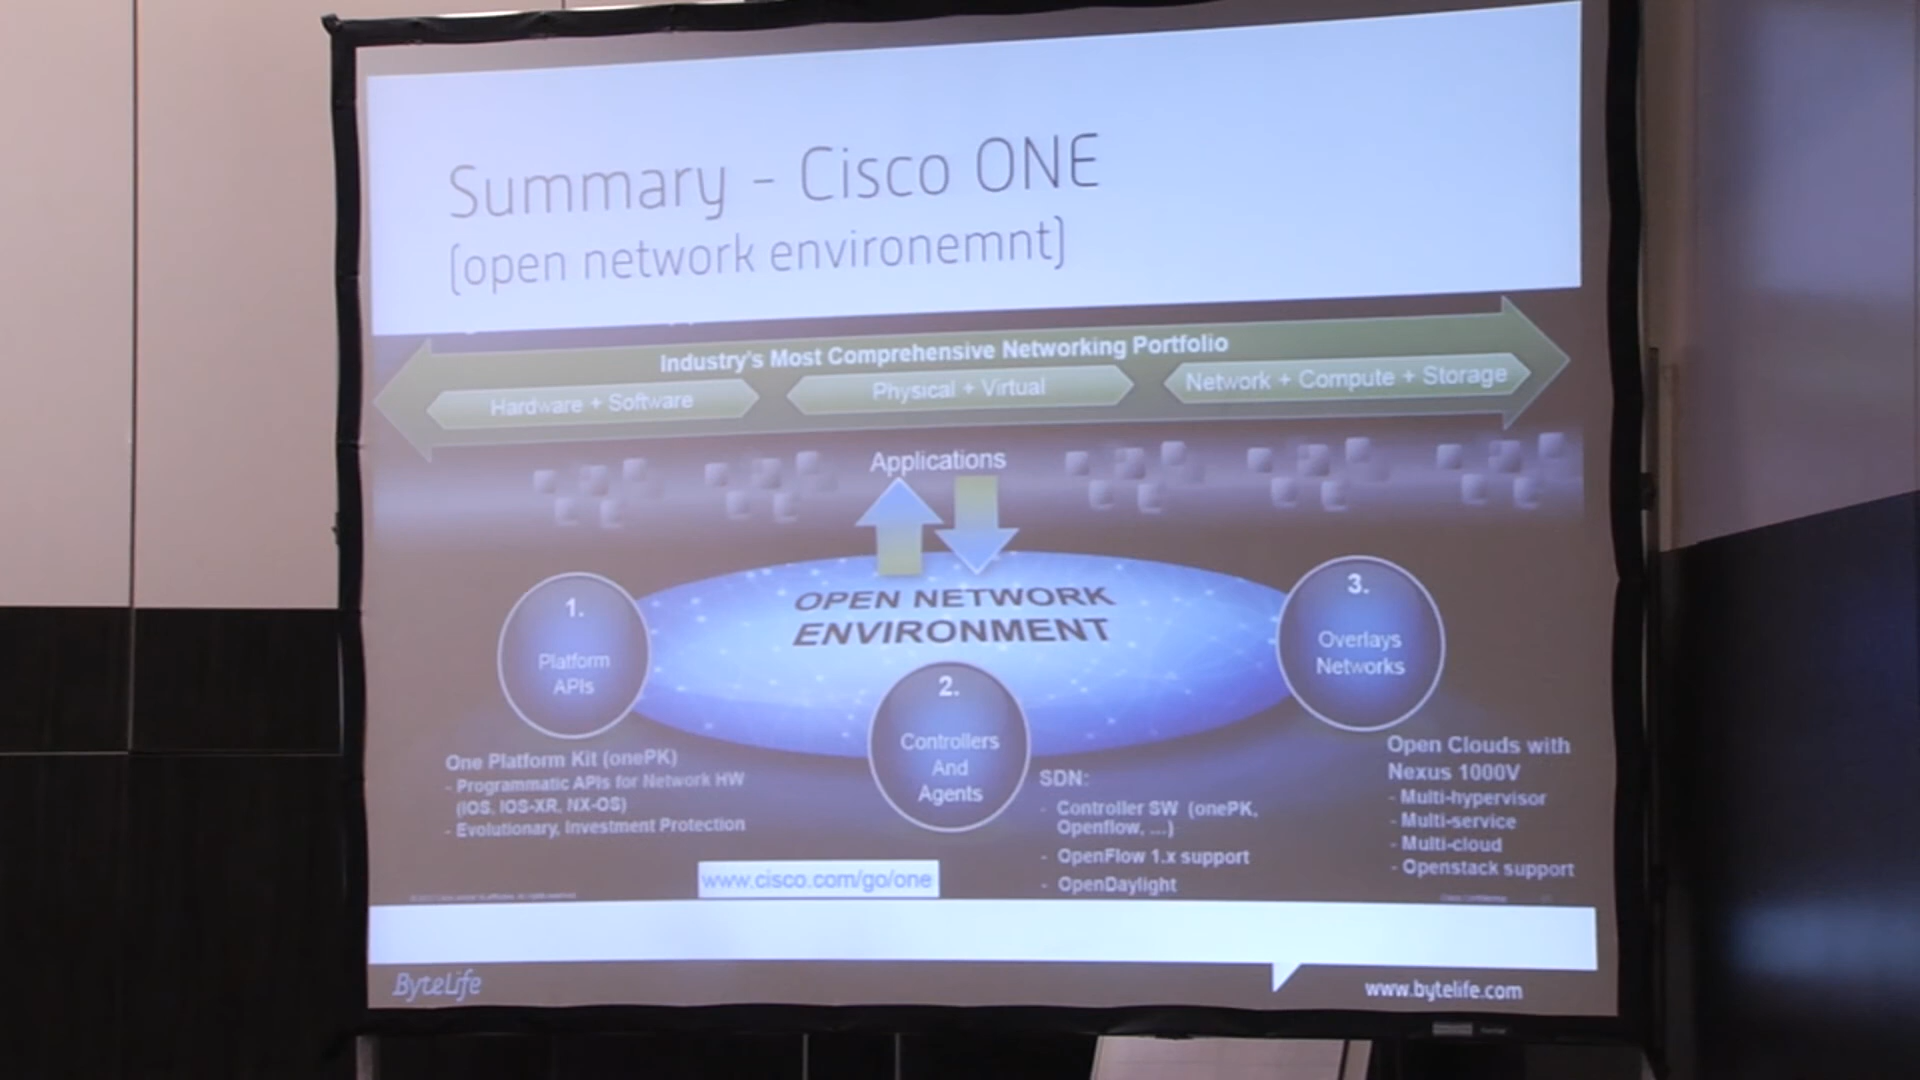 Summary - Cisco ONE
(open network environemnt)
Industry's Most Comprehensive Networking Portfolio
Hardware + Software
Physical + Virtual
Network + Compute + Storage
Applications
OPEN NETWORK
ENVIRONMENT
1.
Platform
APIs
2.
Controllers
And
Agents
3.
Overlays
Networks
One Platform Kit (onePK)
- Programmatic APIs for Network HW
(IOS, IOS-XR, NX-OS)
- Evolutionary, Investment Protection
www.cisco.com/go/one
SDN:
- Controller SW (onePK,
Openflow, ...)
- OpenFlow 1.x support
- OpenDaylight
Open Clouds with
Nexus 1000V
- Multi-hypervisor
- Multi-service
- Multi-cloud
- Openstack support
ByteLife
www.bytelife.com